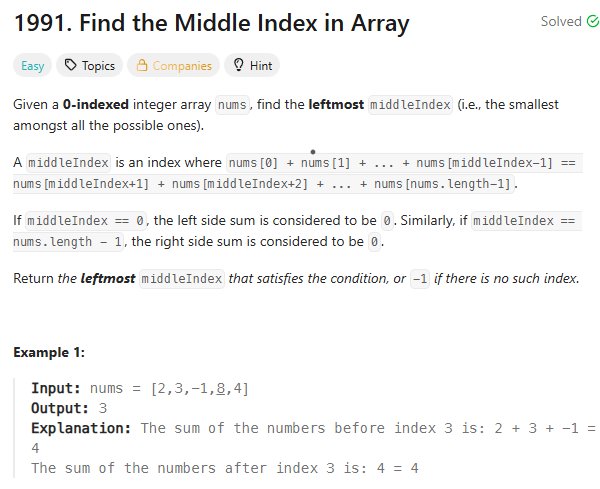 1991. Find the Middle Index in Array
Solved
Easy Topics Companies Hint
Given a 0-indexed integer array nums, find the leftmost middleIndex (i.e., the smallest
amongst all the possible ones).
A middleIndex is an index where nums[0] + nums[1] + ... + nums[middleIndex-1] ==
nums[middleIndex+1] + nums[middleIndex+2] + ... + nums[nums.length-1].
If middleIndex == 0, the left side sum is considered to be 0. Similarly, if middleIndex ==
nums.length - 1, the right side sum is considered to be 0.
Return the leftmost middleIndex that satisfies the condition, or -1 if there is no such index.
Example 1:
Input: nums = [2,3,-1,8,4]
Output: 3
Explanation: The sum of the numbers before index 3 is: 2 + 3 + -1 =
4
The sum of the numbers after index 3 is: 4 = 4